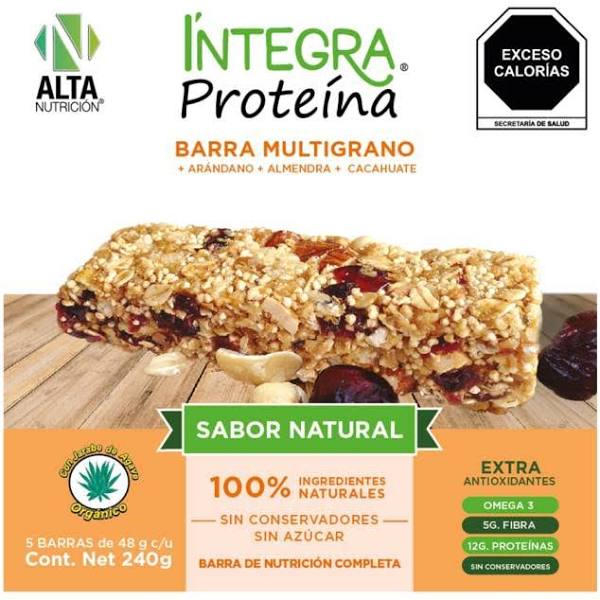 ALTA
NUTRICIÓN®
ÍNTEGRA®
Proteína
EXCESO
CALORÍAS
SECRETARÍA DE SALUD
BARRA MULTIGRANO
+ ARÁNDANO + ALMENDRA + CACAHUATE
SABOR NATURAL
Con Jarabe de Agave
Orgánico
5 BARRAS de 48 g c/u
Cont. Net 240g
100% INGREDIENTES
NATURALES
SIN CONSERVADORES
SIN AZÚCAR
BARRA DE NUTRICIÓN COMPLETA
EXTRA
ANTIOXIDANTES
OMEGA 3
5G. FIBRA
12G. PROTEÍNAS
SIN CONSERVADORES